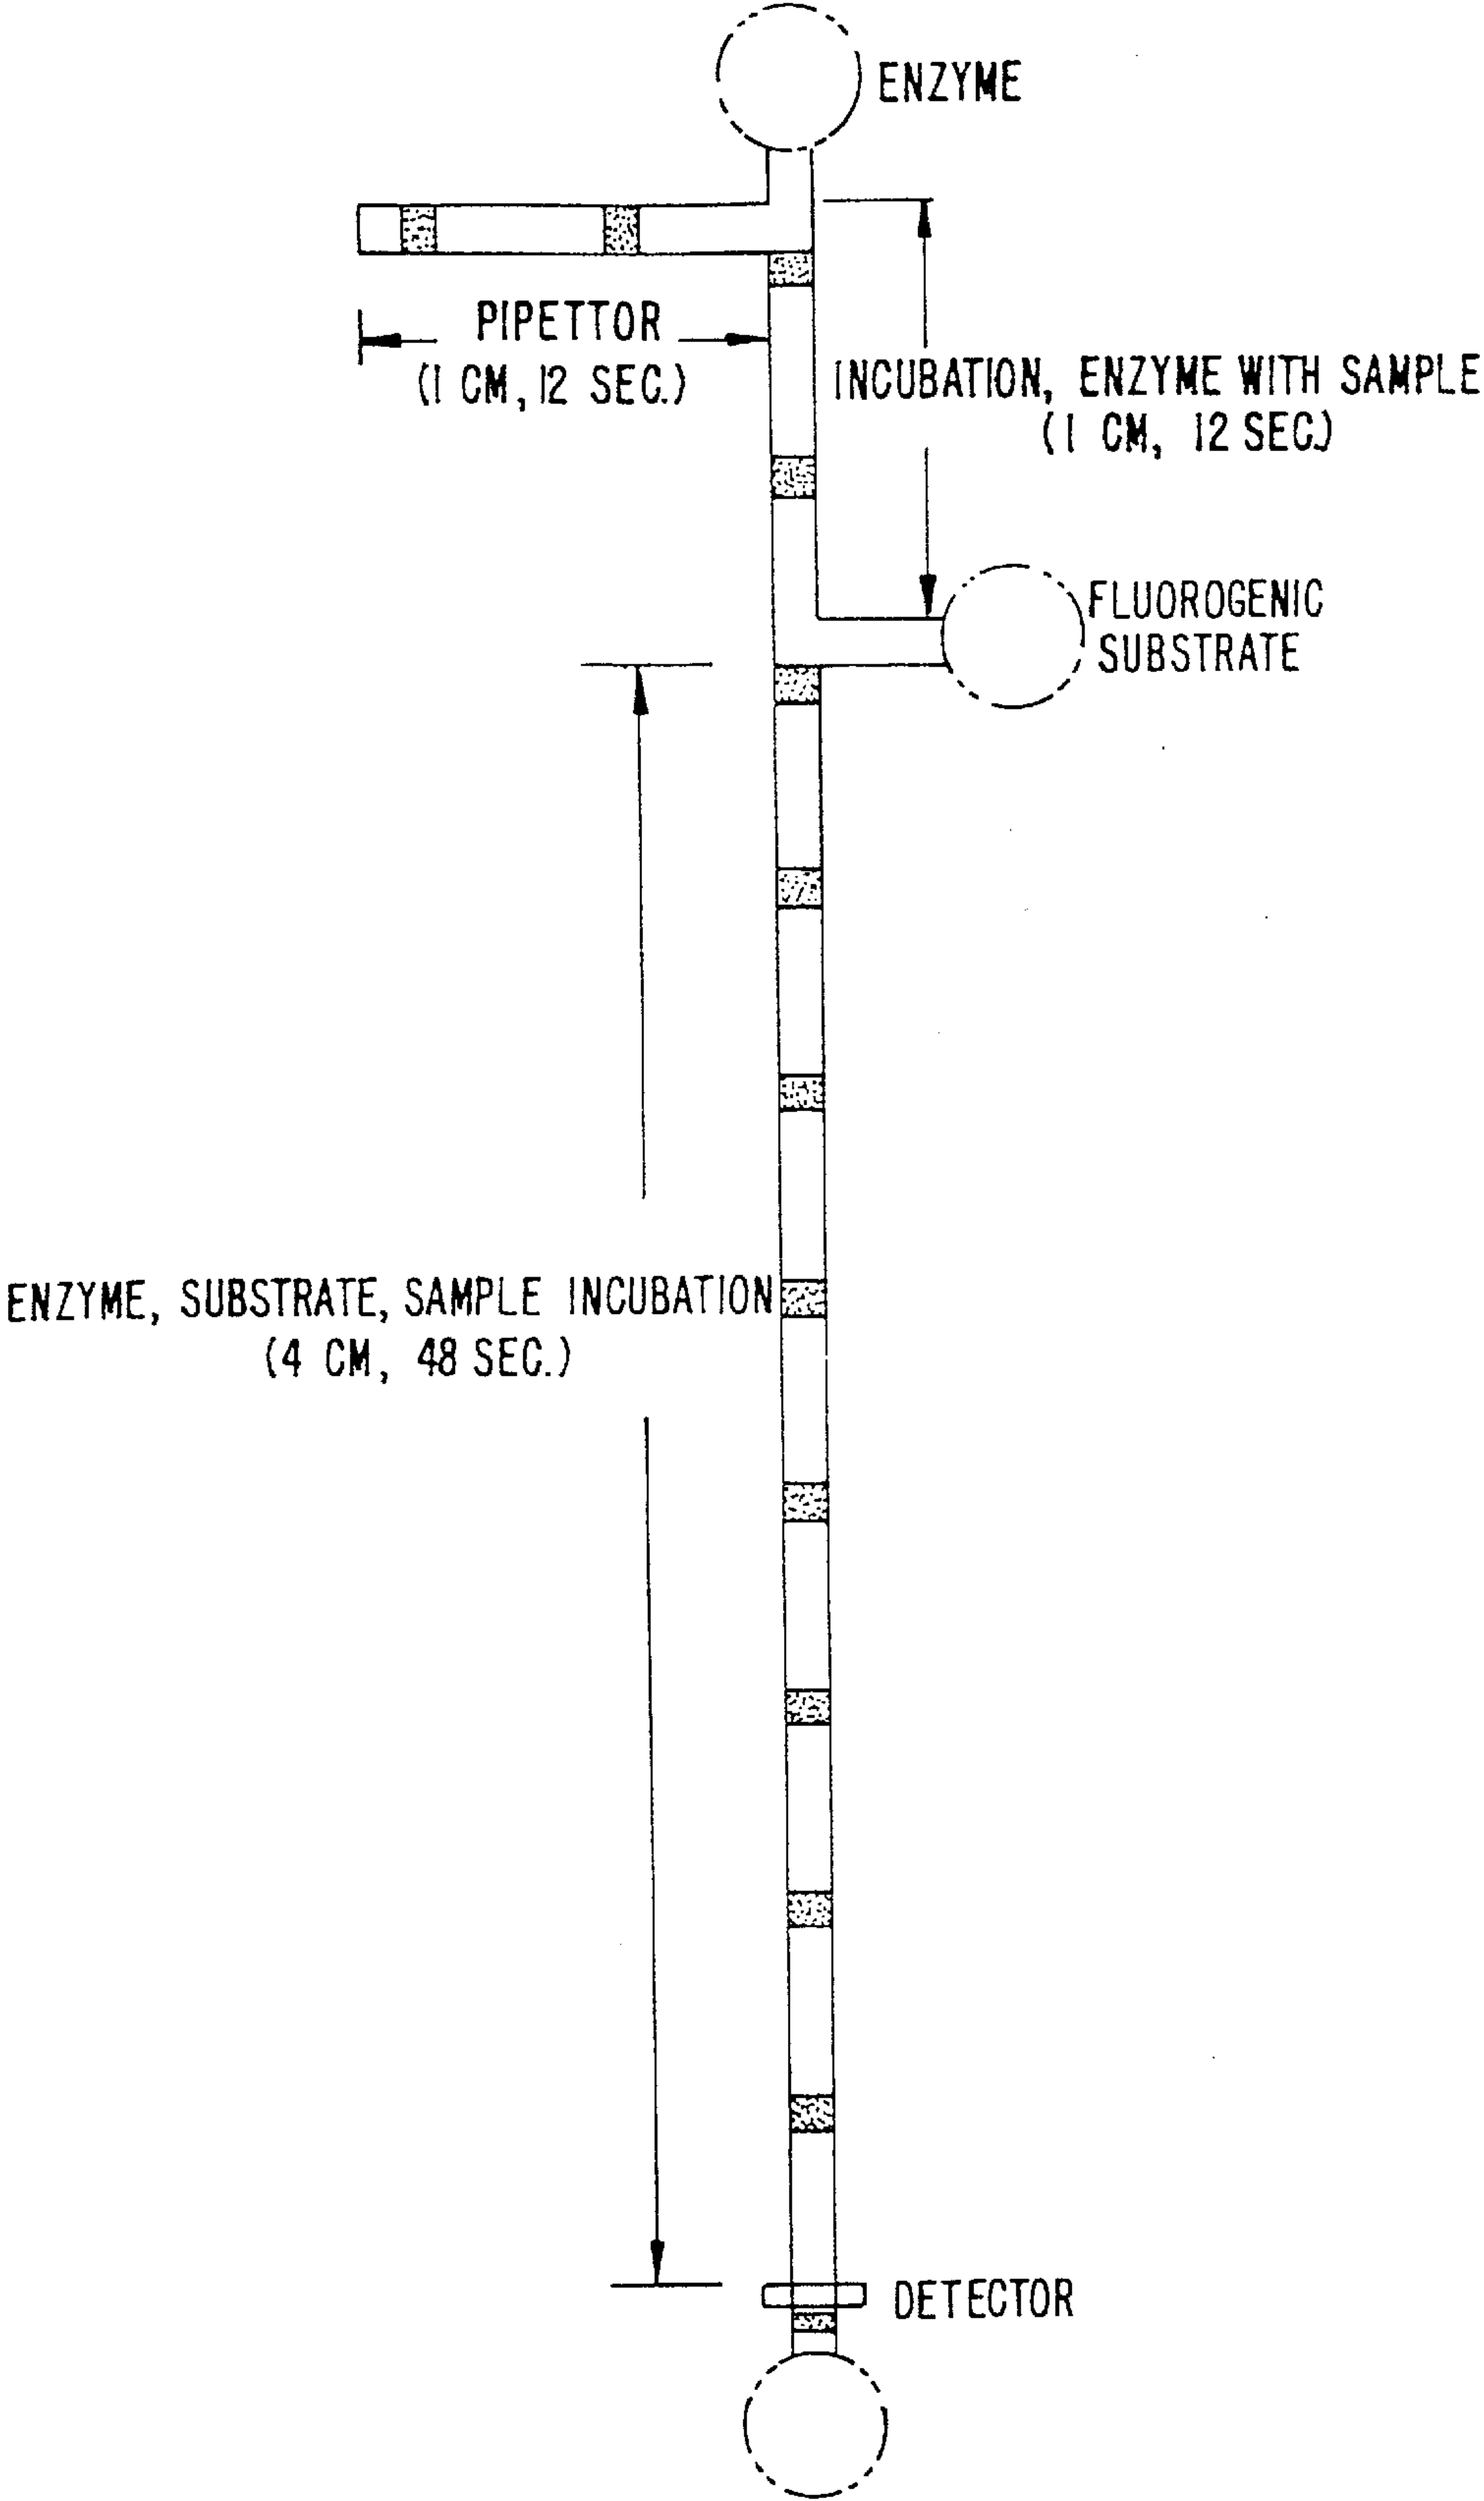 ENZYME
PIPETTOR
(1 CM, 12 SEC.)
INCUBATION, ENZYME WITH SAMPLE
(1 CM, 12 SEC.)
FLUOROGENIC
SUBSTRATE
ENZYME, SUBSTRATE, SAMPLE INCUBATION
(4 CM, 48 SEC.)
DETECTOR